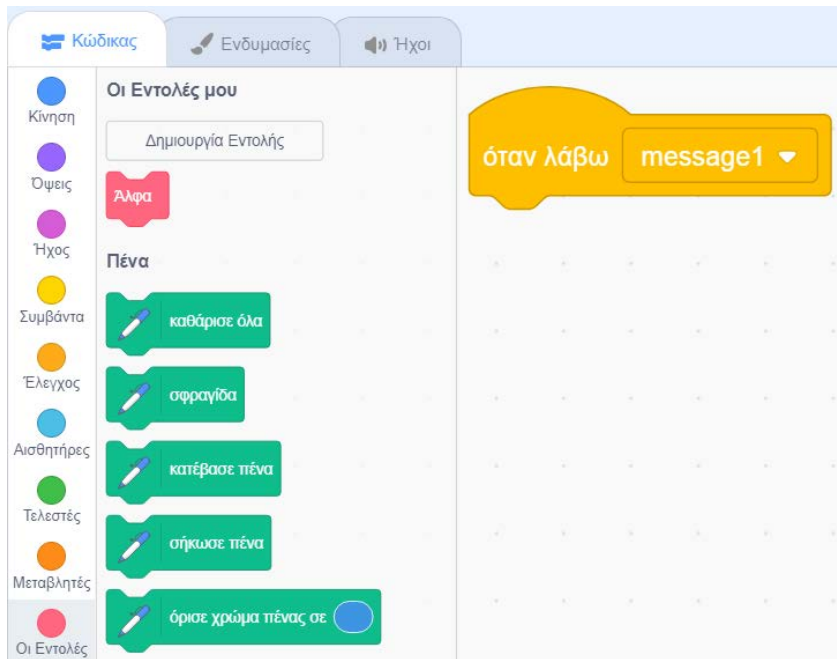 Κώδικας
Ενδυμασίες
Ήχοι
Κίνηση
Όψεις
Ήχος
Συμβάντα
Έλεγχος
Αισθητήρες
Τελεστές
Μεταβλητές
Οι Εντολές
Οι Εντολές μου
Δημιουργία Εντολής
Άλφα
Πένα
καθάρισε όλα
σφραγίδα
κατέβασε πένα
σήκωσε πένα
όρισε χρώμα πένας σε
όταν λάβω message1